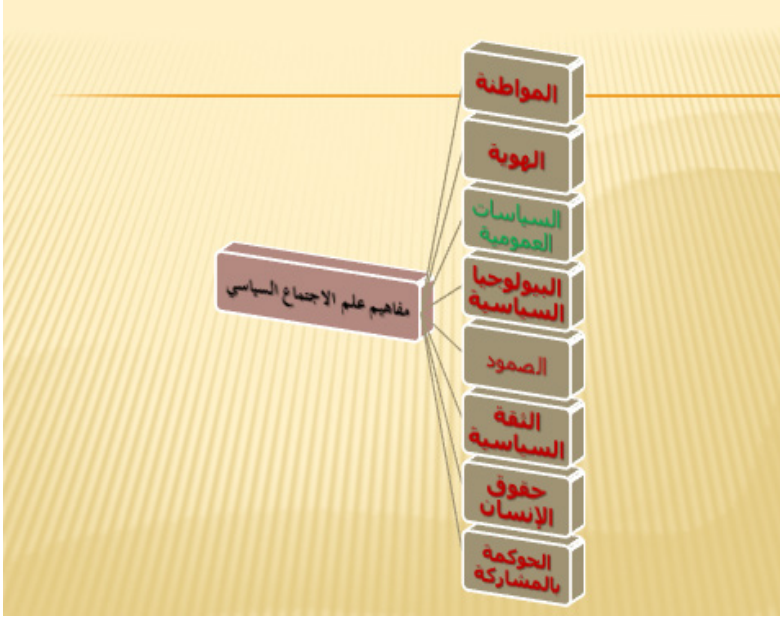 مفاهيم علم الاجتماع السياسي
المواطنة
الهوية
السياسات
العمومية
البيولوجيا
السياسية
الصمود
الثقة
السياسية
حقوق
الإنسان
الحوكمة
بالمشاركة